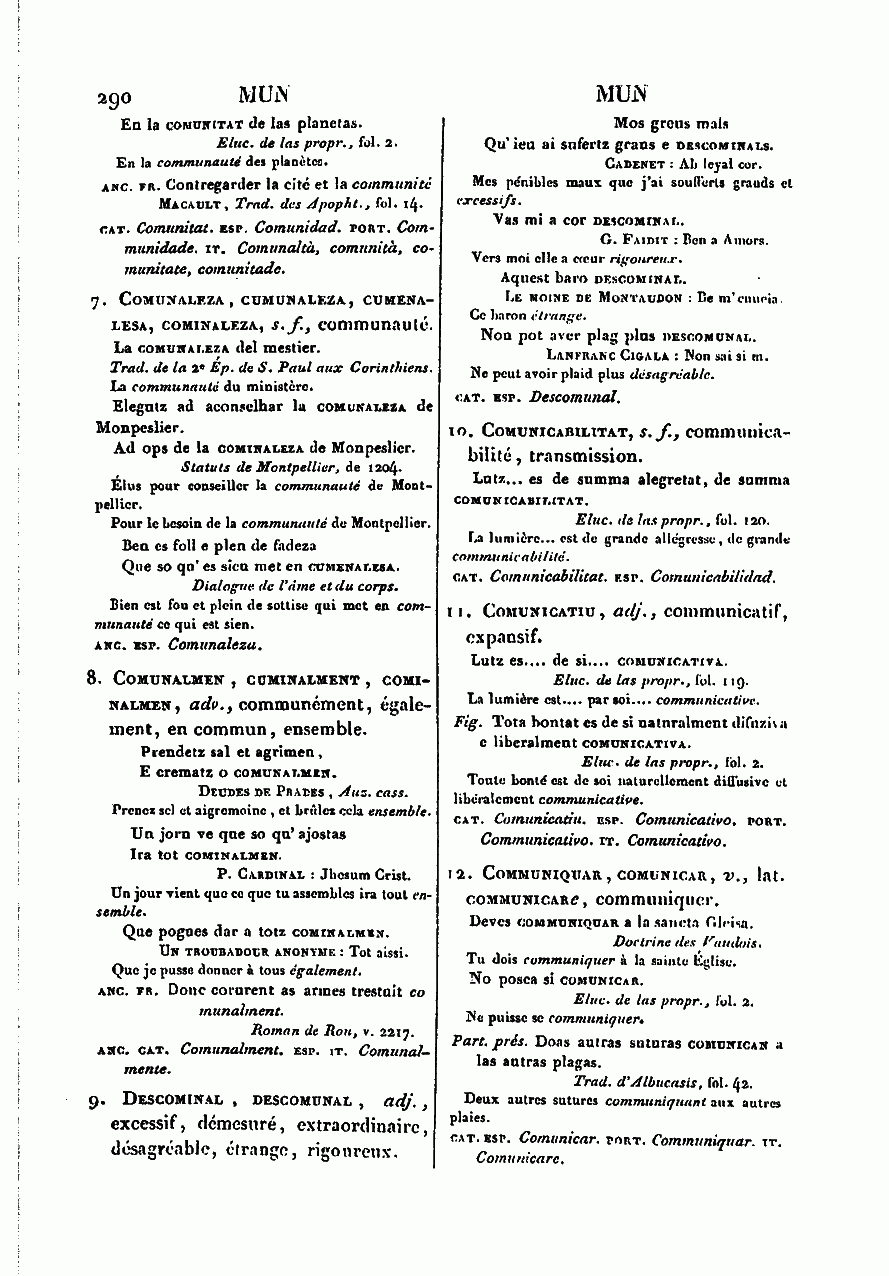 290 MUN MUN
En la COMUNITAT de las planetas.
Eluc. de las propr., fol. 2.
En la communauté des planètes.
ANC. FR. Contregarder la cité et la communité
MACAULT, Trad. des Apopht., fol. 14.
CAT. Comunitat. ESP. Comunidad. PORT. Com-
munidade. IT. Comunaltà, comunità, co-
munitate, comunitade.
7. COMUNALEZA, CUMUNALEZA, CUMENA-
LESA, COMINALEZA, s. f., communauté.
La COMUNALEZA del mestier.
Trad. de la 2e Ép. de S. Paul aux Corinthiens.
La communauté du ministère.
Elegutz ad aconselhar la COMUNALEZA de
Monpeslier.
Ad ops de la COMINALEZA de Monpeslier.
Statuts de Montpellier, de 1204.
Élus pour conseiller la communauté de Mont-
pellier.
Pour le besoin de la communauté de Montpellier.
Ben es foll e plen de fadeza
Que so qu'es sieu met en CUMENALESA.
Dialogue de l'âme et du corps.
Bien est fou et plein de sottise qui met en com-
munauté ce qui est sien.
ANC. ESP. Comunaleza.
8. COMUNALMEN, CUMINALMENT, COMI-
NALMEN, adv., communément, égale-
ment, en commun, ensemble.
Prendetz sal et agrimen,
E crematz o COMUNALMEN.
DEUDES DE PRADES, Auz. cass.
Prenez sel et aigremoine, et brûlez cela ensemble.
Un jorn ve que so qu'ajostas
Ira tot COMINALMEN.
P. CARDINAL : Jhesum Crist.
Un jour vient que ce que tu assembles ira tout en-
semble.
Que pogues dar a totz COMINALMEN.
UN TROUBADOUR ANONYME : Tot aissi.
Que je pusse donner à tous également.
ANC. FR. Donc corurent as armes trestuit co
munalment.
Roman de Rou, v. 2217.
ANC. CAT. Comunalment. ESP. IT. Comunal-
mente.
9. DESCOMINAL, DESCOMUNAL, adj.,
excessif, démesuré, extraordinaire,
désagréable, étrange, rigoureux.
Mos greus mals
Qu'ieu ai sufertz grans e DESCOMINALS.
CADENET : Ab leyal cor.
Mes pénibles maux que j'ai soufferts grands et
excessifs.
Vas mi a cor DESCOMINAL.
G. FAIDIT : Ben a Amors.
Vers moi elle a cœur rigoureux.
Aquest baro DESCOMINAL.
LE MOINE DE MONTAUDON : Be m'enueia.
Ce baron étrange.
Non pot aver plag plus DESCOMUNAL.
LANFRANC CIGALA : Non sai si m.
Ne peut avoir plaid plus désagréable.
CAT. ESP. Descomunal.
10. COMUNICABILITAT, s. f., communica-
bilité, transmission.
Lutz... es de summa alegretat, de summa
COMUNICABILITAT.
Eluc. de las propr., fol. 120.
La lumière... est de grande allégresse, de grande
communicabilité.
CAT. Comunicabilitat. ESP. Comunicabilidad.
11. COMUNICATIU, adj., communicatif,
expansif.
Lutz es.... de si.... COMUNICATIVA.
Eluc. de las propr., fol. 119.
La lumière est.... par soi.... communicative.
Fig. Tota bontat es de si naturalment difuziva
e liberalment COMUNICATIVA.
Eluc. de las propr., fol. 2.
Toute bonté est de soi naturellement diffusive et
libéralement communicative.
CAT. Comunicatiu. ESP. Comunicativo. PORT.
Communicativo. IT. Comunicativo.
12. COMMUNIQUAR, COMUNICAR, v., lat.
COMMUNICARe, communiquer.
Deves COMMUNIQUAR a la sancta Gleisa.
Doctrine des Vaudois.
Tu dois communiquer à la sainte Église.
No posca si COMUNICAR.
Eluc. de las propr., fol. 2.
Ne puisse se communiquer.
Part. prés. Doas autras suturas COMUNICAN a
las autras plagas.
Trad. d'Albucasis, fol. 42.
Deux autres sutures communiquant aux autres
plaies.
CAT. ESP. Comunicar. PORT. Communiquar. IT.
Comunicare.